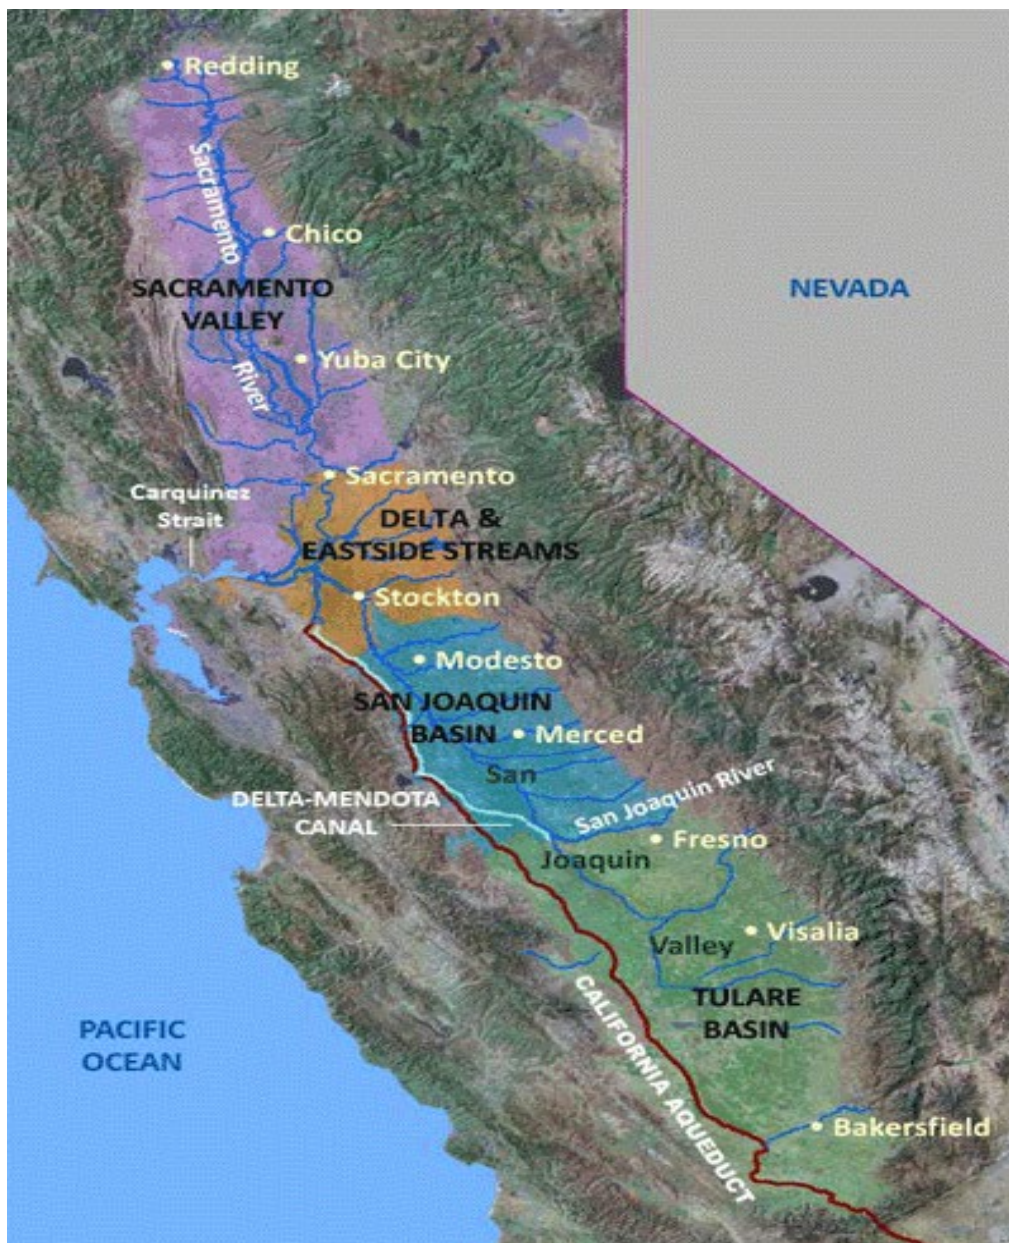 Redding
Sacramento
Chico
SACRAMENTO
VALLEY
NEVADA
Yuba City
River
Sacramento
Carquinez
Strait
DELTA &
EASTSIDE STREAMS
Stockton
Modesto
SAN JOAQUIN
BASIN
Merced
San
San Joaquin River
DELTA-MENDOTA
CANAL
Fresno
Joaquin
Visalia
Valley
TULARE
BASIN
CALIFORNIA AQUEDUCT
PACIFIC
OCEAN
Bakersfield